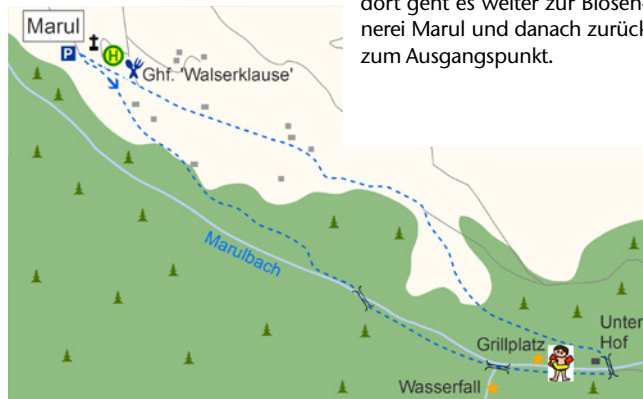 dort geht es weiter zur Biosen-
nerei Marul und danach zurück
zum Ausgangspunkt.
Marul
P
H
Ghf. 'Walserklause'
Marulbach
Grillplatz
Unter
Hof
Wasserfall